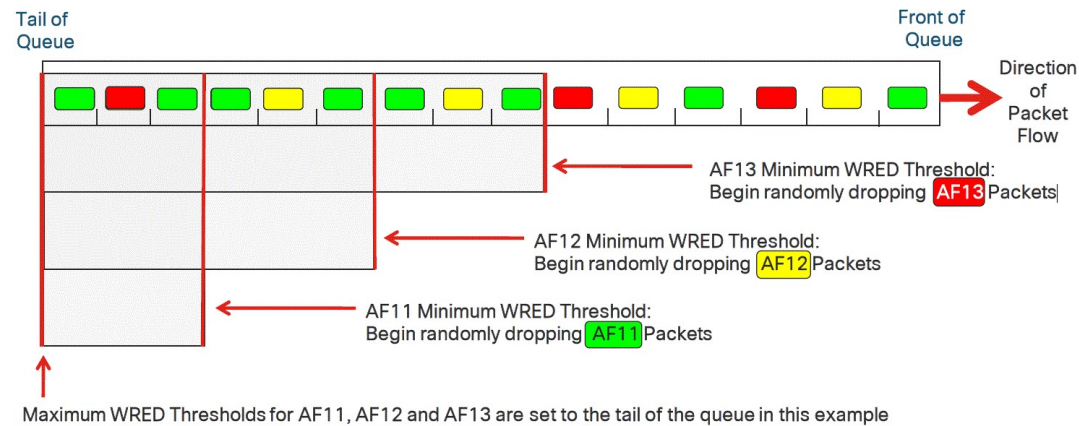 Tail of
Queue
Front of
Queue
Direction
of
Packet
Flow
AF13 Minimum WRED Threshold:
Begin randomly dropping AF13 Packets
AF12 Minimum WRED Threshold:
Begin randomly dropping AF12 Packets
AF11 Minimum WRED Threshold:
Begin randomly dropping AF11 Packets
Maximum WRED Thresholds for AF11, AF12 and AF13 are set to the tail of the queue in this example